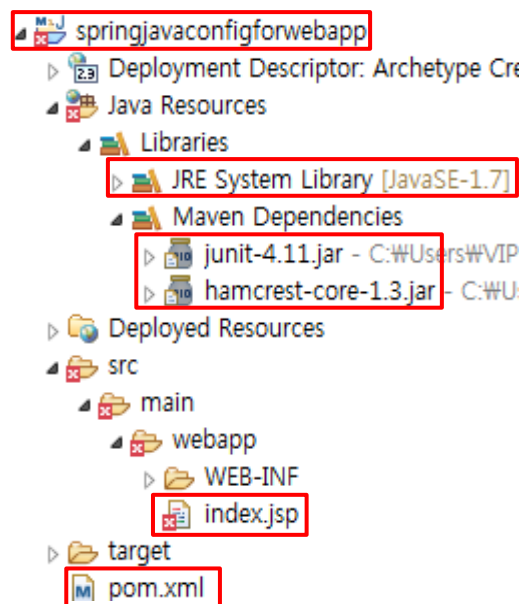 springjavaconfigforwebapp
Deployment Descriptor: Archetype Cre
Java Resources
Libraries
JRE System Library [JavaSE-1.7]
Maven Dependencies
junit-4.11.jar - C:₩Users₩VIP
hamcrest-core-1.3.jar - C:₩U
Deployed Resources
src
main
webapp
WEB-INF
index.jsp
target
pom.xml